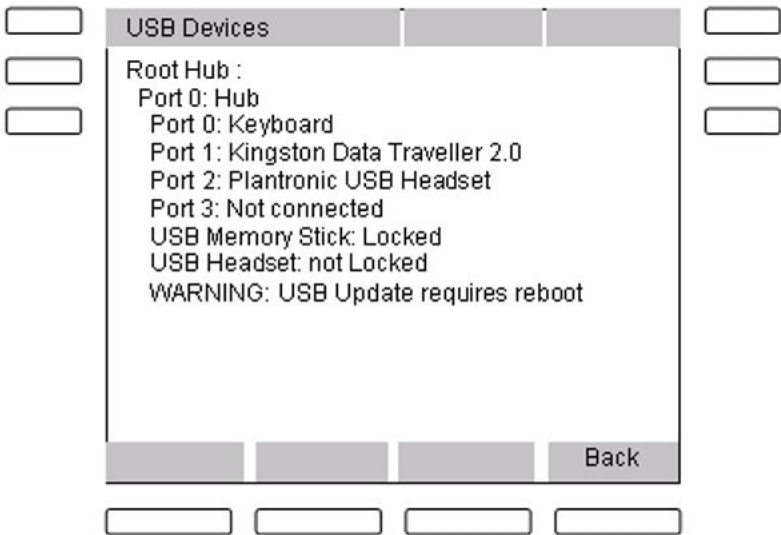 USB Devices
Root Hub :
Port 0: Hub
Port 0: Keyboard
Port 1: Kingston Data Traveller 2.0
Port 2: Plantronic USB Headset
Port 3: Not connected
USB Memory Stick: Locked
USB Headset: not Locked
WARNING: USB Update requires reboot
Back